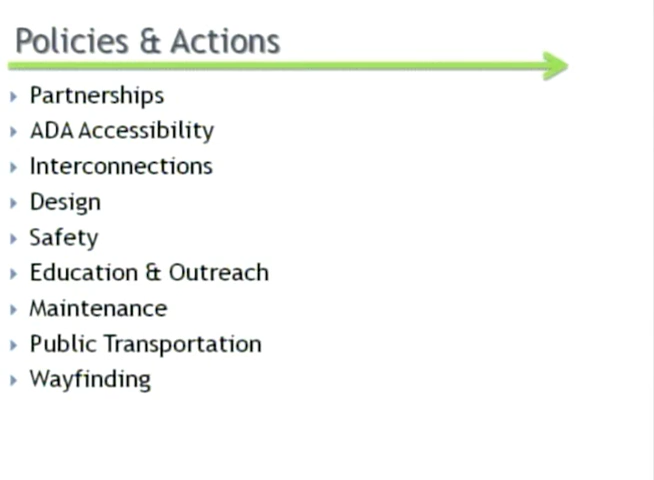 Policies & Actions
Partnerships
ADA Accessibility
Interconnections
Design
Safety
Education & Outreach
Maintenance
Public Transportation
Wayfinding